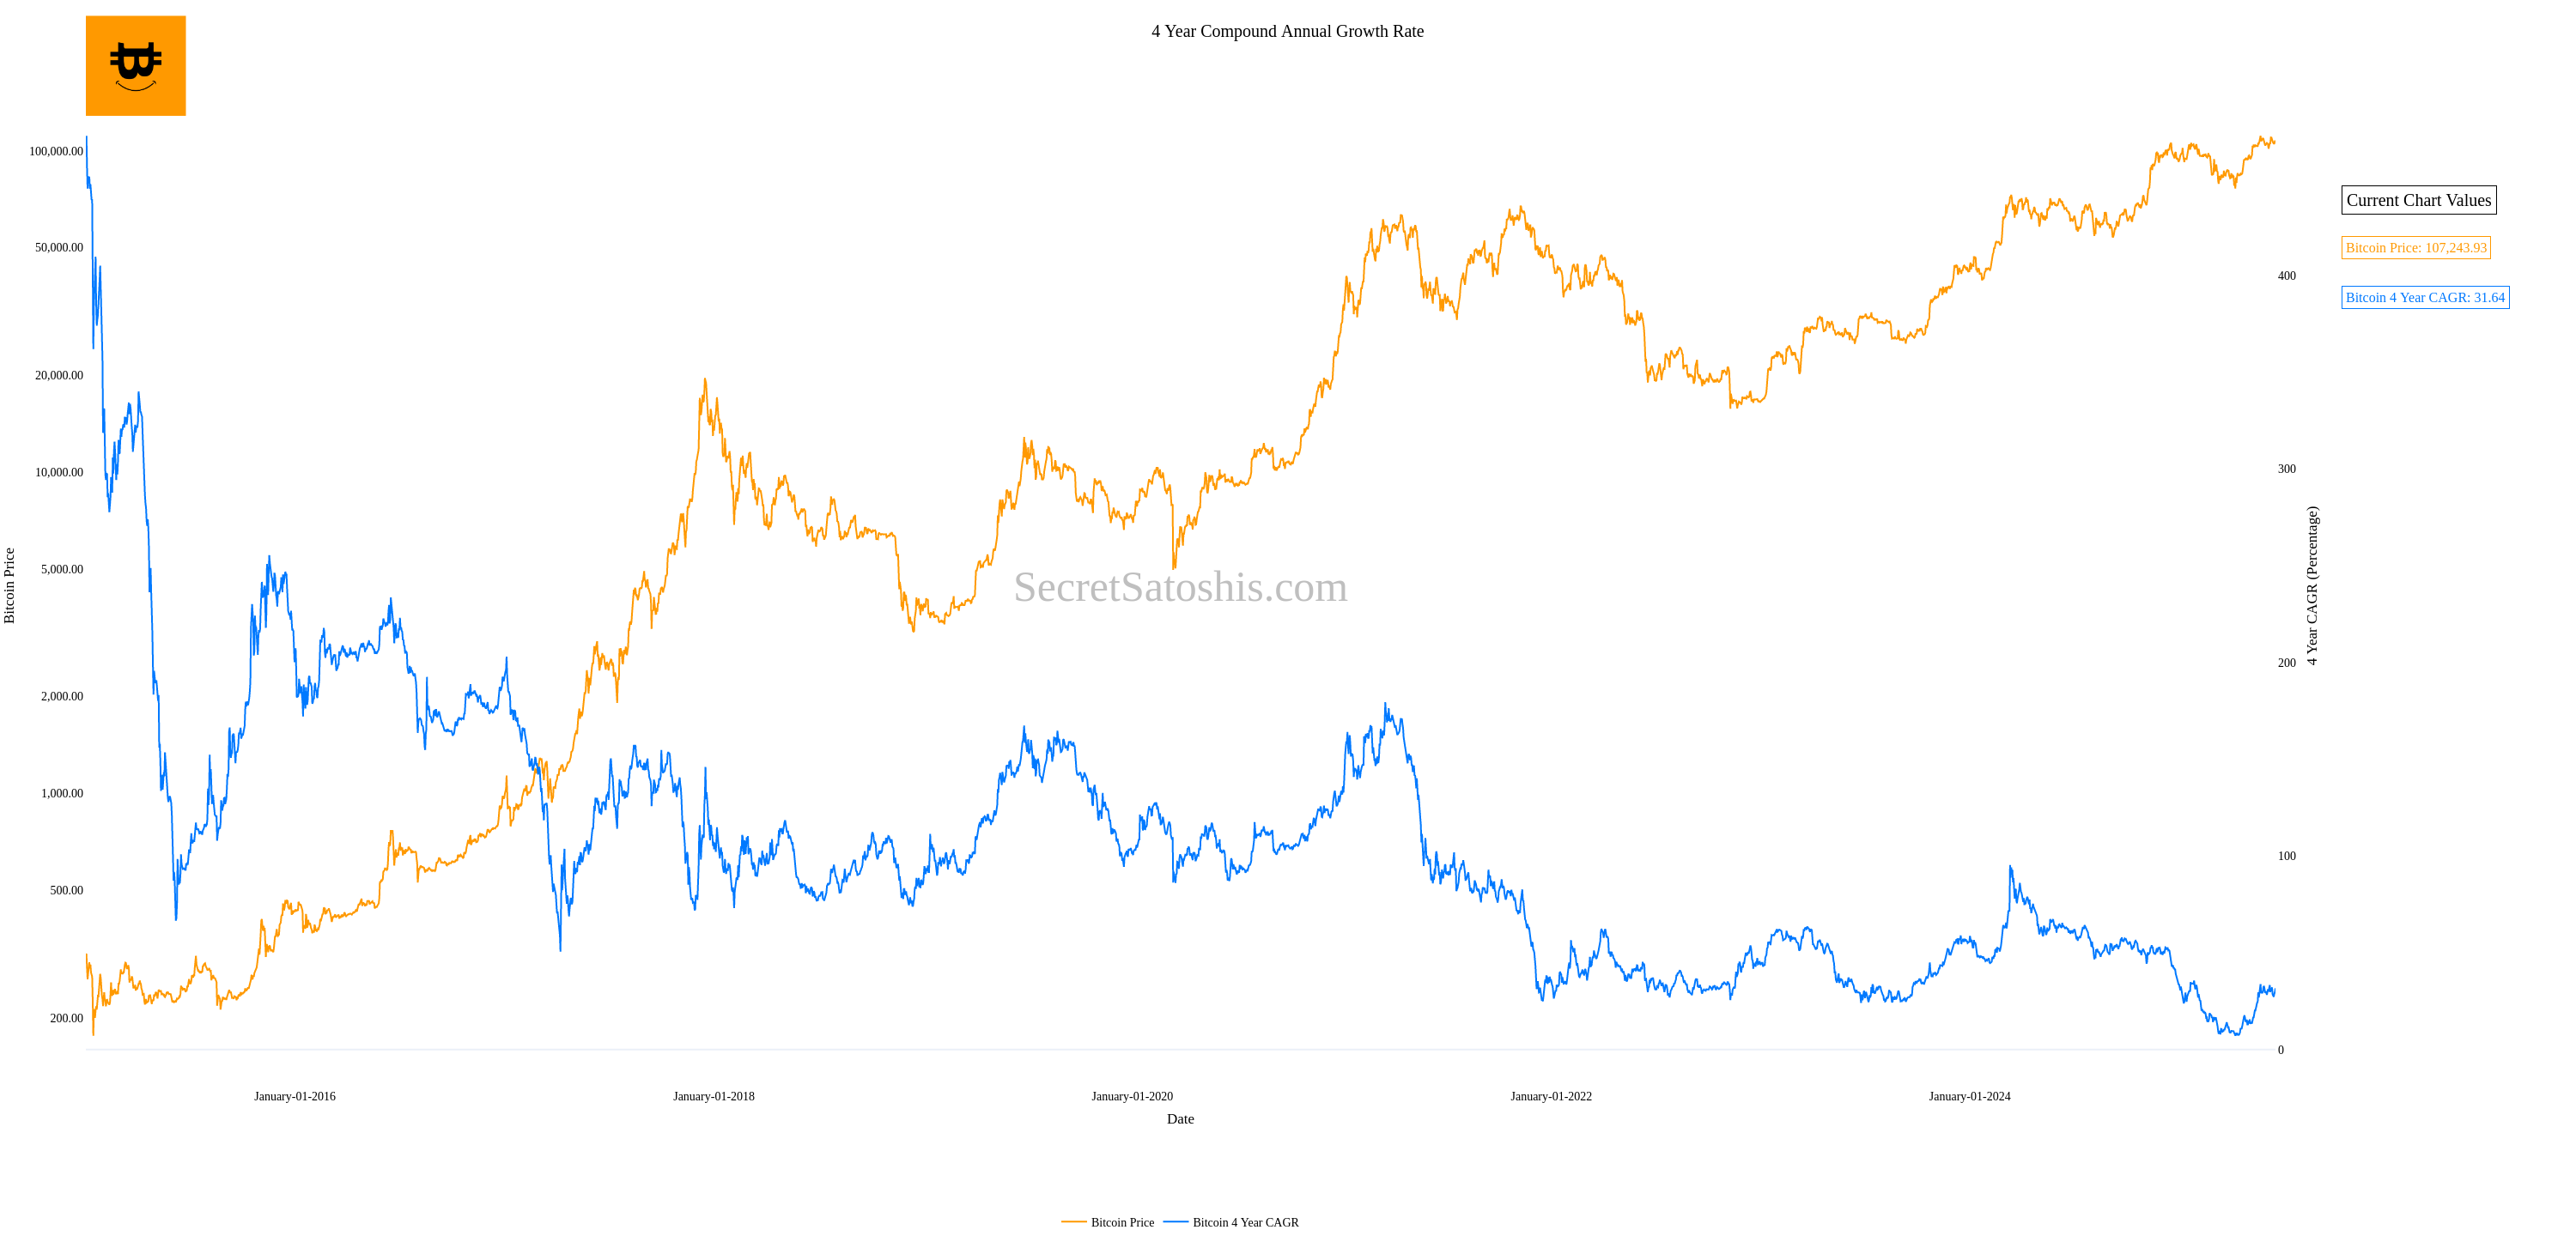 4 Year Compound Annual Growth Rate
100,000.00
50,000.00
20,000.00
10,000.00
5,000.00
2,000.00
1,000.00
500.00
200.00
Bitcoin Price
SecretSatoshis.com
400
300
200
100
0
4 Year CAGR (Percentage)
Current Chart Values
Bitcoin Price: 107,243.93
Bitcoin 4 Year CAGR: 31.64
January-01-2016
January-01-2018
January-01-2020
January-01-2022
January-01-2024
Date
Bitcoin Price
Bitcoin 4 Year CAGR